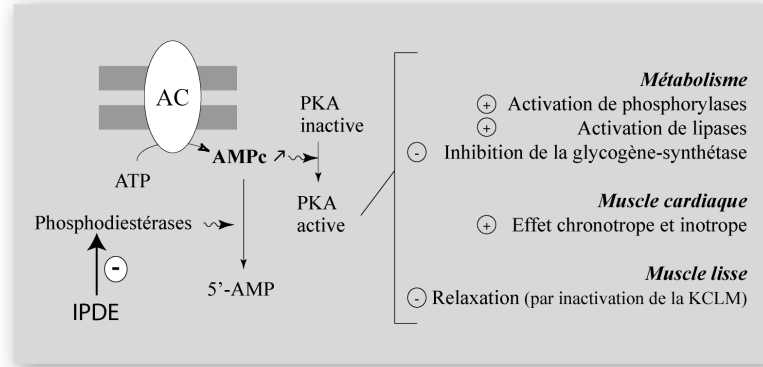 AC
ATP
AMPc ↗
PKA
inactive
PKA
active
Phosphodiestérases
-
IPDE
5’-AMP
Métabolisme
+ Activation de phosphorylases
+ Activation de lipases
- Inhibition de la glycogène-synthétase
Muscle cardiaque
+ Effet chronotrope et inotrope
Muscle lisse
- Relaxation (par inactivation de la KCLM)